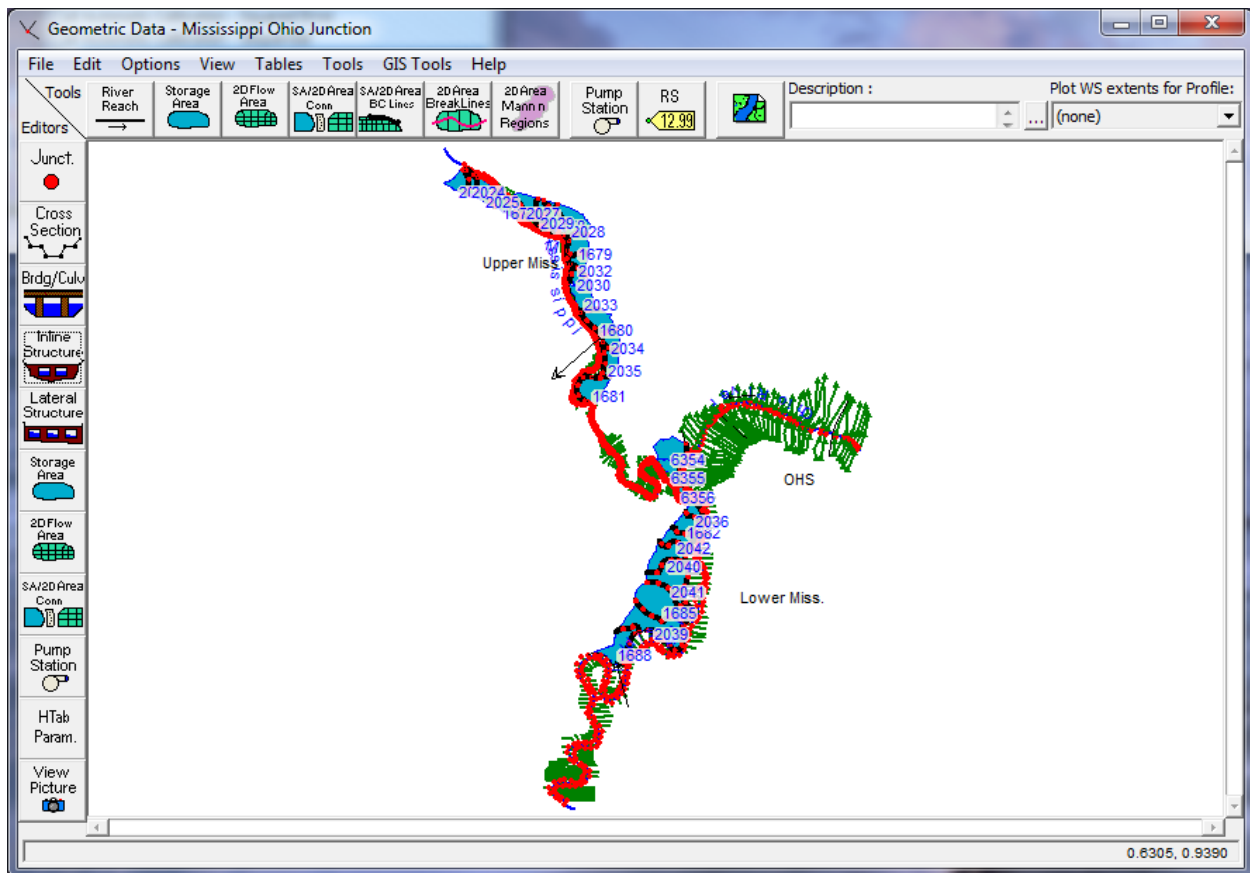 Geometric Data - Mississippi Ohio Junction
File Edit Options View Tables Tools GIS Tools Help
Tools
Editors
River
Reach
Storage
Area
2D Flow
Area
SA/2D Area
Conn
SA/2D Area
BC Lines
2D Area
BreakLines
2D Area
Mann n
Regions
Pump
Station
RS
12.99
Description :
...
Plot WS extents for Profile:
(none)
Junct.
Cross
Section
Brdg/Culv
Inline
Structure
Lateral
Structure
Storage
Area
2D Flow
Area
SA/2D Area
Conn
Pump
Station
HTab
Param.
View
Picture
2024
2025
2027
2029
2028
1679
Upper Miss.
2032
2030
2033
sippi
1680
2034
2035
1681
6354
6355
OHS
6356
2036
1682
2042
2040
2041
Lower Miss.
1685
2039
1688
0.6305, 0.9390